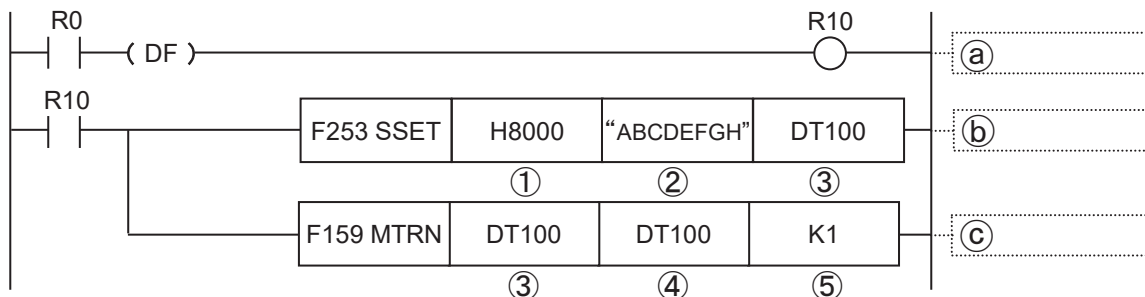 R0 R10
( DF ) ⓐ
R10
F253 SSET H8000 “ABCDEFGH” DT100 ⓑ
① ② ③
F159 MTRN DT100 DT100 K1 ⓒ
③ ④ ⑤